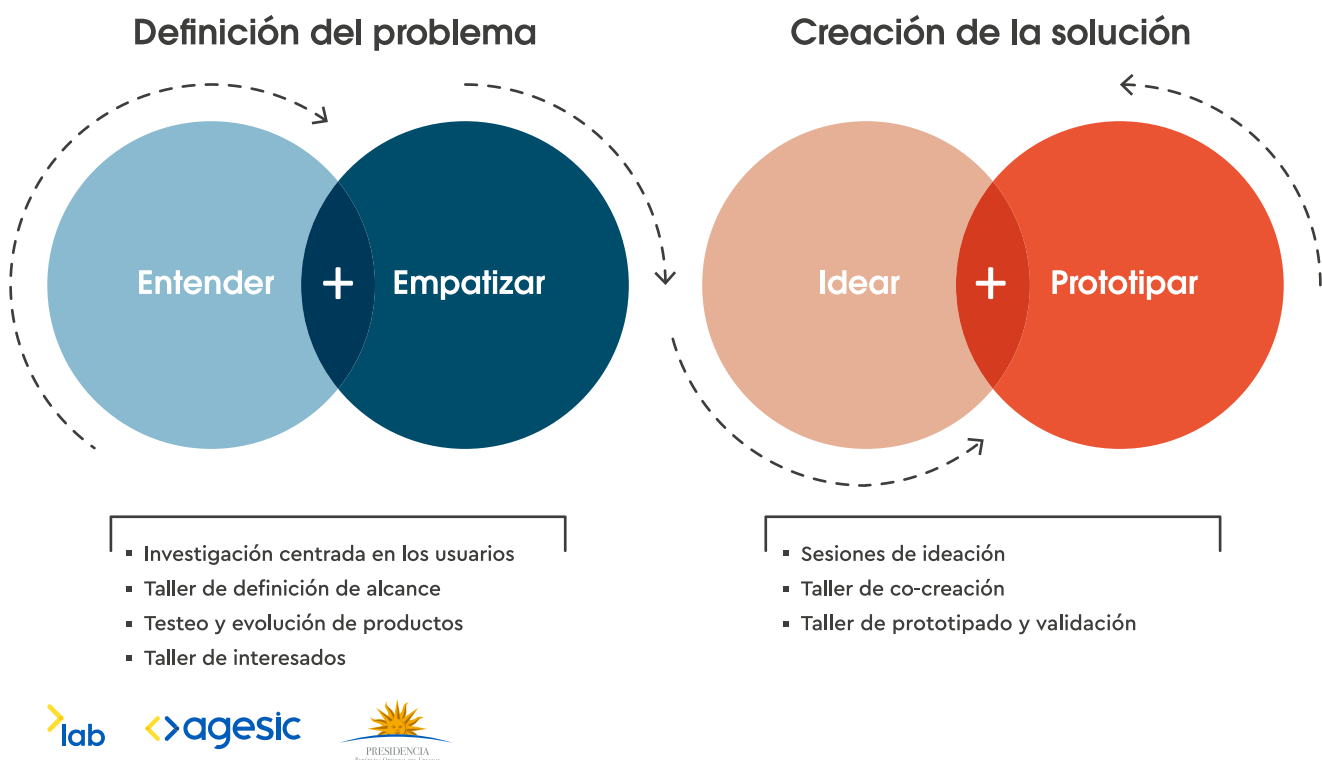 Definición del problema
Entender + Empatizar
▪ Investigación centrada en los usuarios
▪ Taller de definición de alcance
▪ Testeo y evolución de productos
▪ Taller de interesados
Creación de la solución
Idear + Prototipar
▪ Sesiones de ideación
▪ Taller de co-creación
▪ Taller de prototipado y validación
lab
agesic
PRESIDENCIA